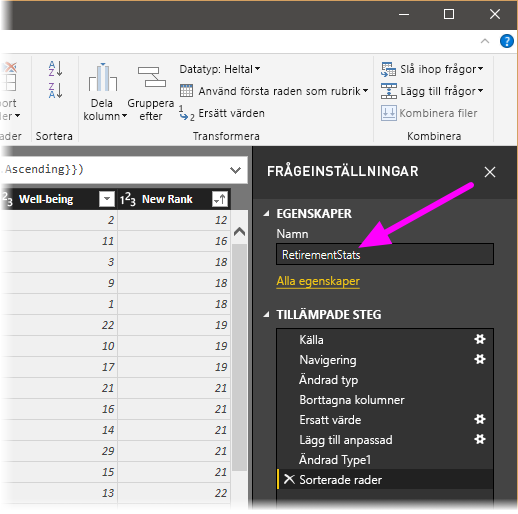 ?
A
Z
Z
A
Datatyp: Heltal
Använd första raden som rubrik
1
2
Ersätt värden
Slå ihop frågor
Lägg till frågor
Kombinera filer
Dela
kolumn
Gruppera
efter
Sortera
Transformera
Kombinera
.Ascending}})
FRÅGEINSTÄLLNINGAR
Well-being
123
New Rank
2 12
11 16
3 18
9 18
1 18
22 19
10 19
17 19
21 21
16 21
14 21
29 21
15 21
13 22
EGENSKAPER
Namn
RetirementStats
Alla egenskaper
TILLÄMPADE STEG
Källa
Navigering
Ändrad typ
Borttagna kolumner
Ersatt värde
Lägg till anpassad
Ändrad Type1
Sorterade rader